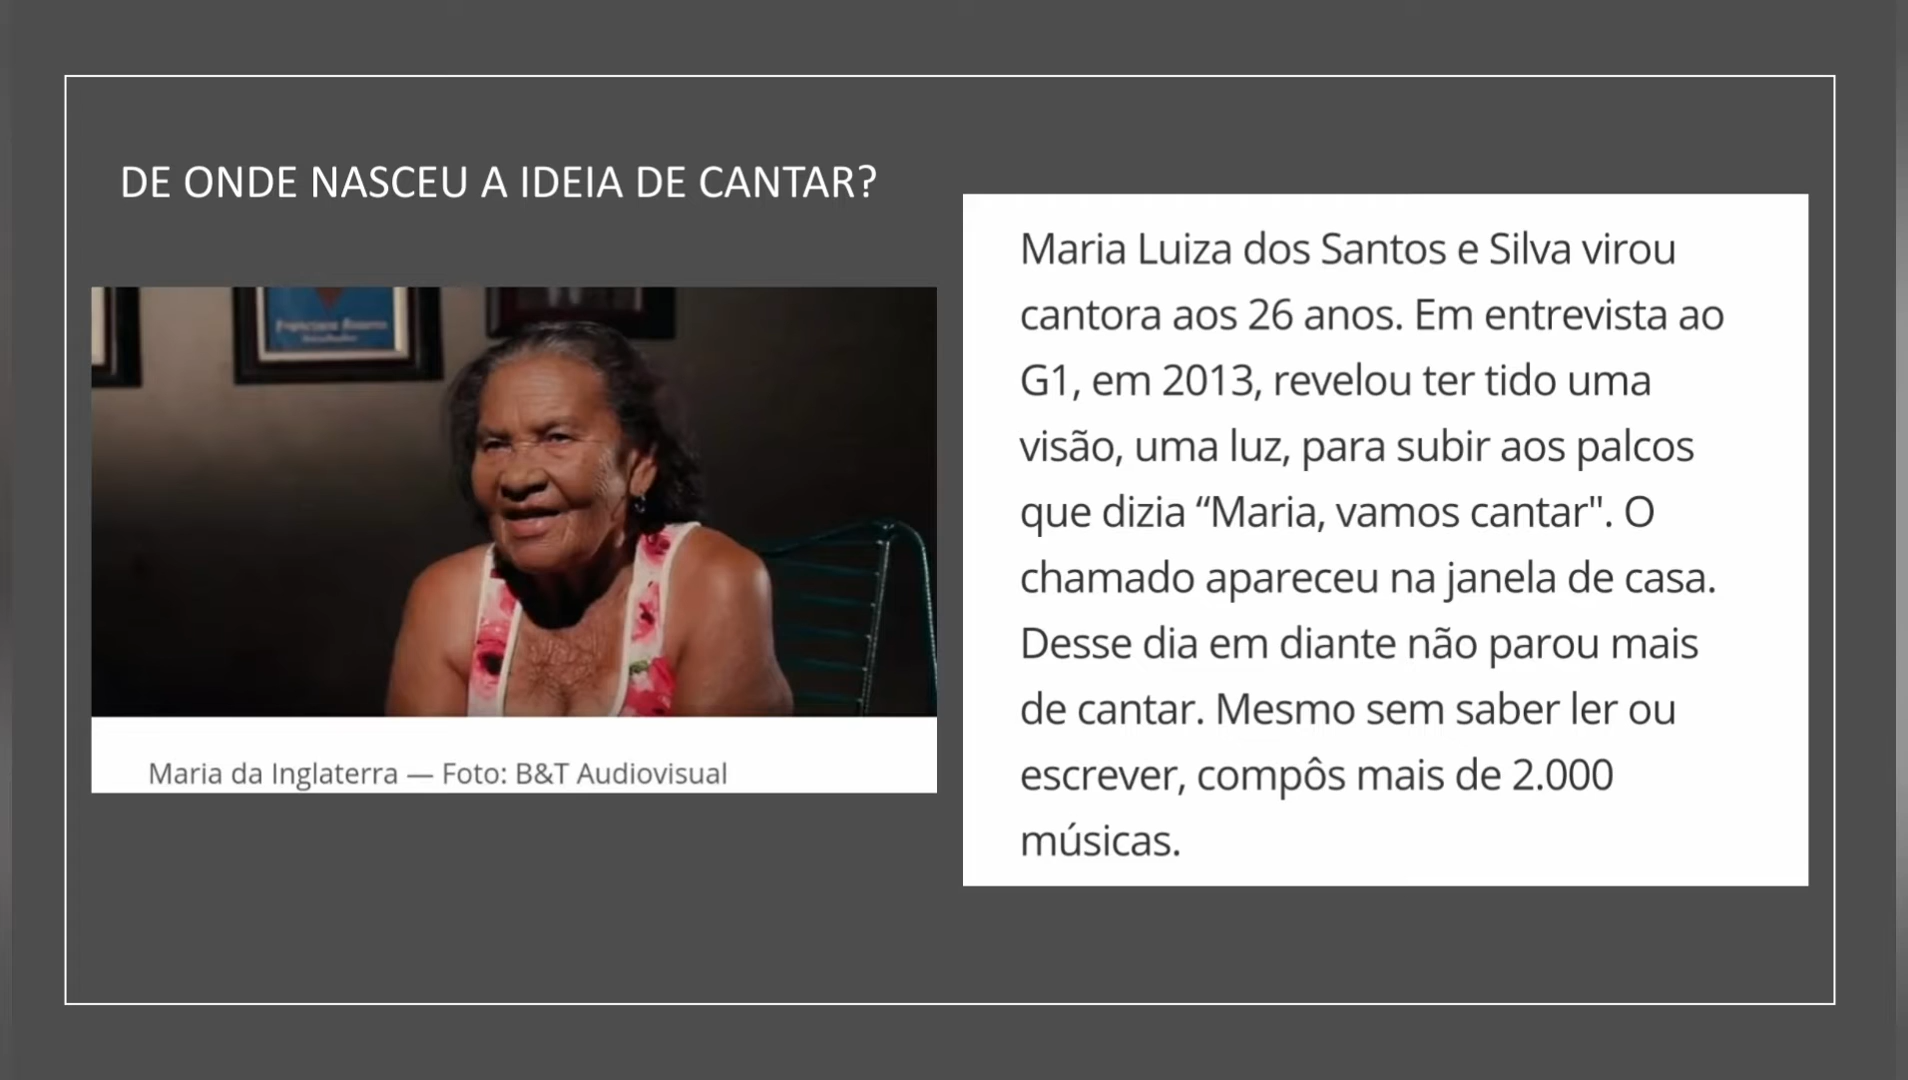 DE ONDE NASCEU A IDEIA DE CANTAR?
Maria da Inglaterra — Foto: B&T Audiovisual
Maria Luiza dos Santos e Silva virou
cantora aos 26 anos. Em entrevista ao
G1, em 2013, revelou ter tido uma
visão, uma luz, para subir aos palcos
que dizia “Maria, vamos cantar". O
chamado apareceu na janela de casa.
Desse dia em diante não parou mais
de cantar. Mesmo sem saber ler ou
escrever, compôs mais de 2.000
músicas.